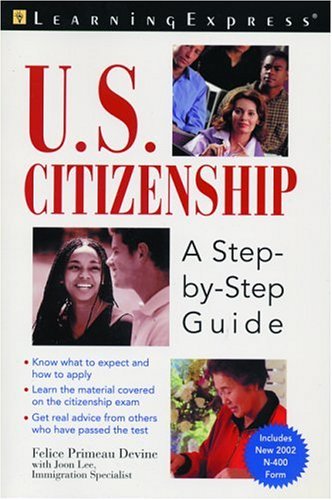 LearningExpress®
U.S.
CITIZENSHIP
A Step-
by-Step
Guide
• Know what to expect and
how to apply
• Learn the material covered
on the citizenship exam
• Get real advice from others
who have passed the test
Felice Primeau Devine
with Joon Lee,
Immigration Specialist
Includes
New 2002
N-400
Form